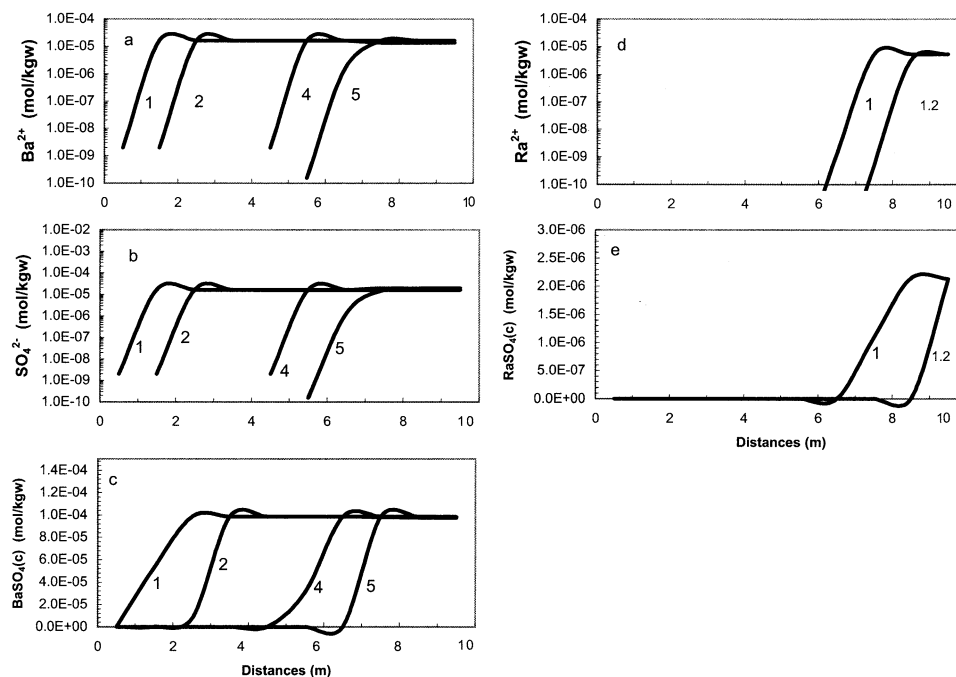 a
Ba2+ (mol/kgw)
1.0E-04
1.0E-05
1.0E-06
1.0E-07
1.0E-08
1.0E-09
1.0E-10
1
2
4
5
0 2 4 6 8 10
d
Ra2+ (mol/kgw)
1.0E-04
1.0E-05
1.0E-06
1.0E-07
1.0E-08
1.0E-09
1.0E-10
1
1.2
0 2 4 6 8 10
b
SO4 2- (mol/kgw)
1.0E-02
1.0E-03
1.0E-04
1.0E-05
1.0E-06
1.0E-07
1.0E-08
1.0E-09
1.0E-10
1
2
4
5
0 2 4 6 8 10
e
RaSO4(c) (mol/kgw)
3.0E-06
2.5E-06
2.0E-06
1.5E-06
1.0E-06
5.0E-07
0.0E+00
1
1.2
0 2 4 6 8 10
Distances (m)
c
BaSO4(c) (mol/kgw)
1.4E-04
1.2E-04
1.0E-04
8.0E-05
6.0E-05
4.0E-05
2.0E-05
0.0E+00
1
2
4
5
0 2 4 6 8 10
Distances (m)